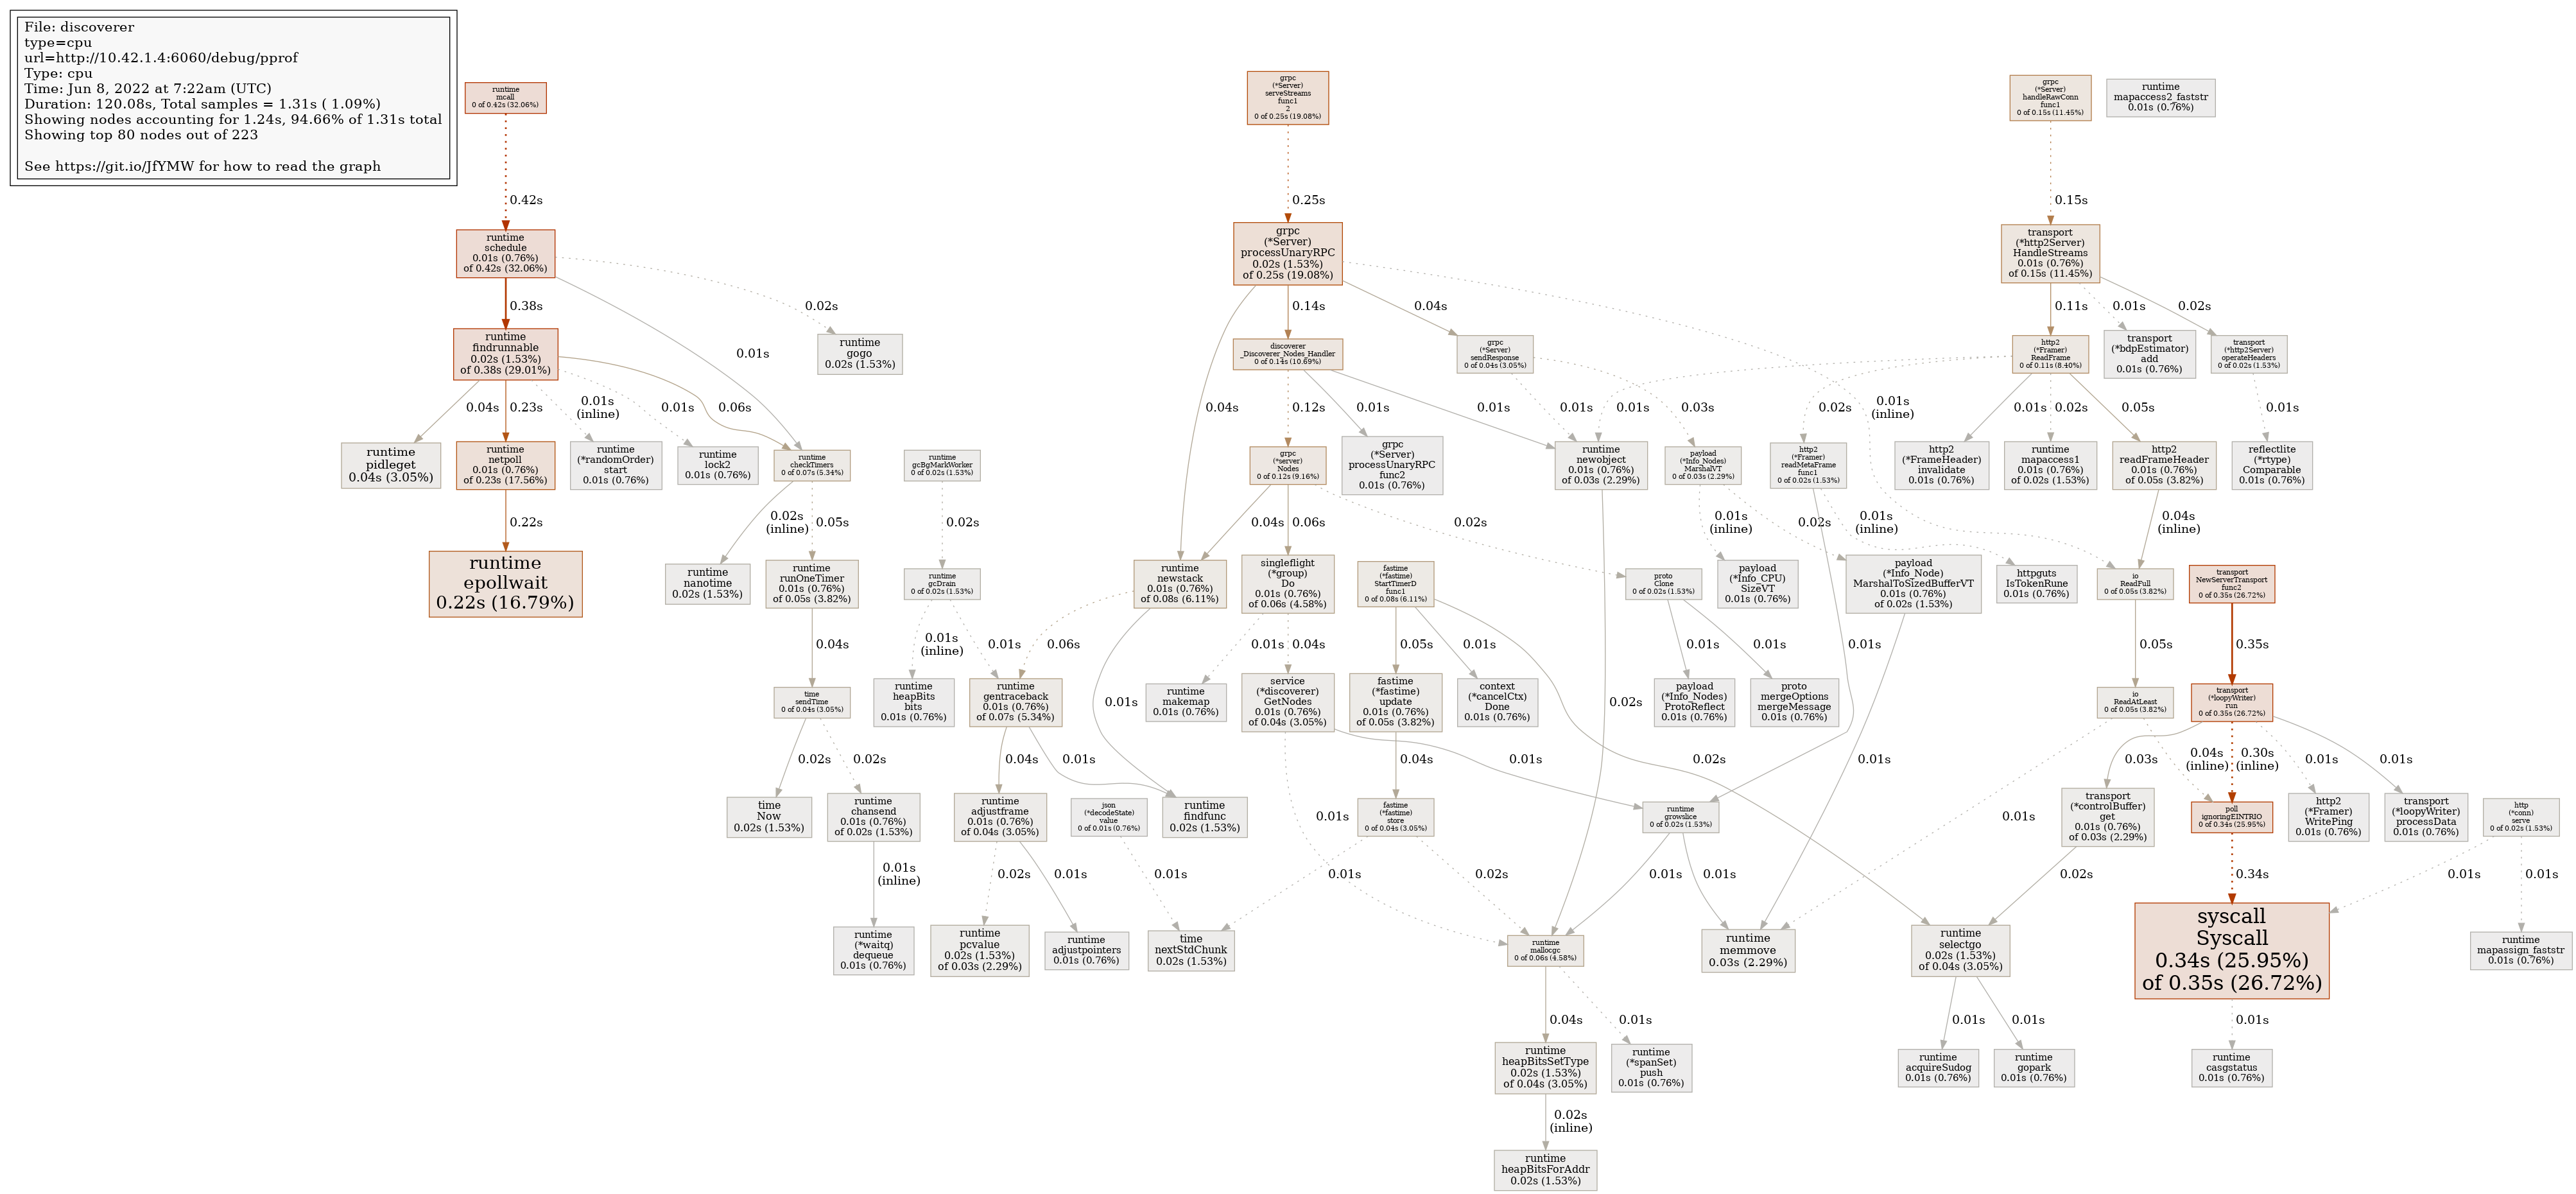 File: discoverer
type=cpu
url=http://10.42.1.4:6060/debug/pprof
Type: cpu
Time: Jun 8, 2022 at 7:22am (UTC)
Duration: 120.08s, Total samples = 1.31s ( 1.09%)
Showing nodes accounting for 1.24s, 94.66% of 1.31s total
Showing top 80 nodes out of 223
See https://git.io/JfYMW for how to read the graph
runtime
mcall
0 of 0.42s (32.06%)
grpc
(*Server)
serveStreams
func1
2
0 of 0.25s (19.08%)
grpc
(*Server)
handleRawConn
func1
0 of 0.15s (11.45%)
runtime
mapaccess2_faststr
0.01s (0.76%)
0.42s
0.25s
0.15s
runtime
schedule
0.01s (0.76%)
of 0.42s (32.06%)
grpc
(*Server)
processUnaryRPC
0.02s (1.53%)
of 0.25s (19.08%)
transport
(*http2Server)
HandleStreams
0.01s (0.76%)
of 0.15s (11.45%)
0.38s
0.02s
0.14s
0.04s
0.11s
0.01s
0.02s
runtime
findrunnable
0.02s (1.53%)
of 0.38s (29.01%)
0.01s
runtime
gogo
0.02s (1.53%)
discoverer
_Discoverer_Nodes_Handler
0 of 0.14s (10.69%)
grpc
(*Server)
sendResponse
0 of 0.04s (3.05%)
http2
(*Framer)
ReadFrame
0 of 0.11s (8.40%)
transport
(*bdpEstimator)
add
0.01s (0.76%)
transport
(*http2Server)
operateHeaders
0 of 0.02s (1.53%)
0.04s
0.23s
0.01s
(inline)
0.01s
0.06s
0.04s
0.12s
0.01s
0.01s
0.01s
0.01s
0.03s
0.02s
0.01s
(inline)
0.01s
0.02s
0.05s
0.01s
runtime
pidleget
0.04s (3.05%)
runtime
netpoll
0.01s (0.76%)
of 0.23s (17.56%)
runtime
(*randomOrder)
start
0.01s (0.76%)
runtime
lock2
0.01s (0.76%)
runtime
checkTimers
0 of 0.07s (5.34%)
runtime
gcBgMarkWorker
0 of 0.02s (1.53%)
grpc
(*server)
Nodes
0 of 0.12s (9.16%)
grpc
(*Server)
processUnaryRPC
func2
0.01s (0.76%)
runtime
newobject
0.01s (0.76%)
of 0.03s (2.29%)
payload
(*Info_Nodes)
MarshalVT
0 of 0.03s (2.29%)
http2
(*Framer)
readMetaFrame
func1
0 of 0.02s (1.53%)
http2
(*FrameHeader)
invalidate
0.01s (0.76%)
runtime
mapaccess1
0.01s (0.76%)
of 0.02s (1.53%)
http2
readFrameHeader
0.01s (0.76%)
of 0.05s (3.82%)
reflectlite
(*rtype)
Comparable
0.01s (0.76%)
0.22s
0.02s
(inline)
0.05s
0.02s
0.04s
0.06s
0.02s
0.01s
(inline)
0.02s
0.01s
(inline)
0.04s
(inline)
runtime
epollwait
0.22s (16.79%)
runtime
nanotime
0.02s (1.53%)
runtime
runOneTimer
0.01s (0.76%)
of 0.05s (3.82%)
runtime
gcDrain
0 of 0.02s (1.53%)
runtime
newstack
0.01s (0.76%)
of 0.08s (6.11%)
singleflight
(*group)
Do
0.01s (0.76%)
of 0.06s (4.58%)
fastime
(*fastime)
StartTimerD
func1
0 of 0.08s (6.11%)
proto
Clone
0 of 0.02s (1.53%)
payload
(*Info_CPU)
SizeVT
0.01s (0.76%)
payload
(*Info_Node)
MarshalToSizedBufferVT
0.01s (0.76%)
of 0.02s (1.53%)
httpguts
IsTokenRune
0.01s (0.76%)
io
ReadFull
0 of 0.05s (3.82%)
transport
NewServerTransport
func2
0 of 0.35s (26.72%)
0.04s
0.01s
(inline)
0.01s
0.06s
0.01s
0.04s
0.05s
0.01s
0.01s
0.01s
0.01s
0.05s
0.35s
time
sendTime
0 of 0.04s (3.05%)
runtime
heapBits
bits
0.01s (0.76%)
runtime
gentraceback
0.01s (0.76%)
of 0.07s (5.34%)
0.01s
runtime
makemap
0.01s (0.76%)
service
(*discoverer)
GetNodes
0.01s (0.76%)
of 0.04s (3.05%)
fastime
(*fastime)
update
0.01s (0.76%)
of 0.05s (3.82%)
context
(*cancelCtx)
Done
0.01s (0.76%)
0.02s
payload
(*Info_Nodes)
ProtoReflect
0.01s (0.76%)
proto
mergeOptions
mergeMessage
0.01s (0.76%)
io
ReadAtLeast
0 of 0.05s (3.82%)
transport
(*loopyWriter)
run
0 of 0.35s (26.72%)
0.02s
0.02s
0.04s
0.01s
0.04s
0.01s
0.02s
0.01s
0.03s
0.04s
(inline)
0.30s
(inline)
0.01s
0.01s
time
Now
0.02s (1.53%)
runtime
chansend
0.01s (0.76%)
of 0.02s (1.53%)
runtime
adjustframe
0.01s (0.76%)
of 0.04s (3.05%)
json
(*decodeState)
value
0 of 0.01s (0.76%)
runtime
findfunc
0.02s (1.53%)
0.01s
fastime
(*fastime)
store
0 of 0.04s (3.05%)
runtime
growslice
0 of 0.02s (1.53%)
0.01s
transport
(*controlBuffer)
get
0.01s (0.76%)
of 0.03s (2.29%)
poll
ignoringEINTRIO
0 of 0.34s (25.95%)
http2
(*Framer)
WritePing
0.01s (0.76%)
transport
(*loopyWriter)
processData
0.01s (0.76%)
http
(*conn)
serve
0 of 0.02s (1.53%)
0.01s
(inline)
0.02s
0.01s
0.01s
0.01s
0.02s
0.01s
0.01s
0.02s
0.34s
0.01s
0.01s
runtime
(*waitq)
dequeue
0.01s (0.76%)
runtime
pcvalue
0.02s (1.53%)
of 0.03s (2.29%)
runtime
adjustpointers
0.01s (0.76%)
time
nextStdChunk
0.02s (1.53%)
runtime
mallocgc
0 of 0.06s (4.58%)
runtime
memmove
0.03s (2.29%)
runtime
selectgo
0.02s (1.53%)
of 0.04s (3.05%)
syscall
Syscall
0.34s (25.95%)
of 0.35s (26.72%)
runtime
mapassign_faststr
0.01s (0.76%)
0.04s
0.01s
0.01s
0.01s
0.01s
runtime
heapBitsSetType
0.02s (1.53%)
of 0.04s (3.05%)
runtime
(*spanSet)
push
0.01s (0.76%)
runtime
acquireSudog
0.01s (0.76%)
runtime
gopark
0.01s (0.76%)
runtime
casgstatus
0.01s (0.76%)
0.02s
(inline)
runtime
heapBitsForAddr
0.02s (1.53%)